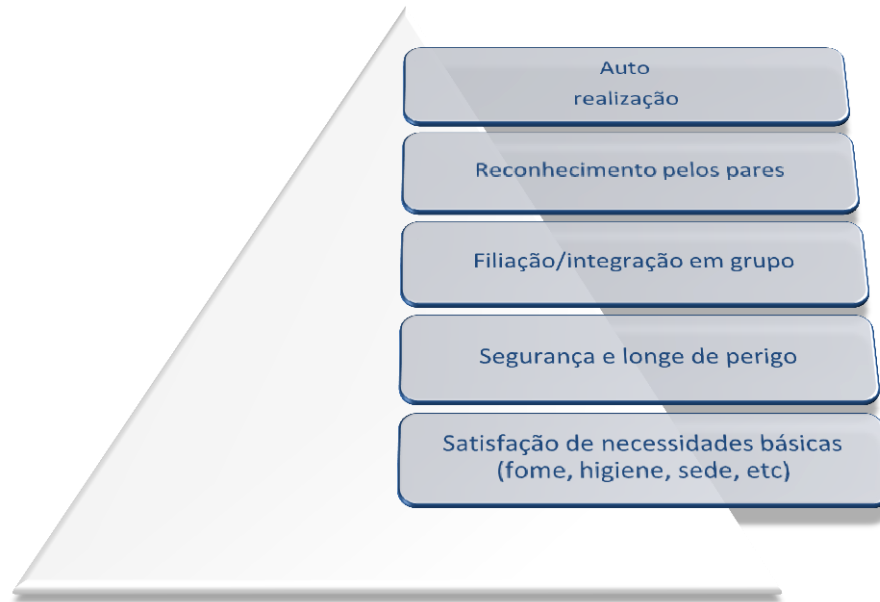 Auto
realização
Reconhecimento pelos pares
Filiação/integração em grupo
Segurança e longe de perigo
Satisfação de necessidades básicas
(fome, higiene, sede, etc)